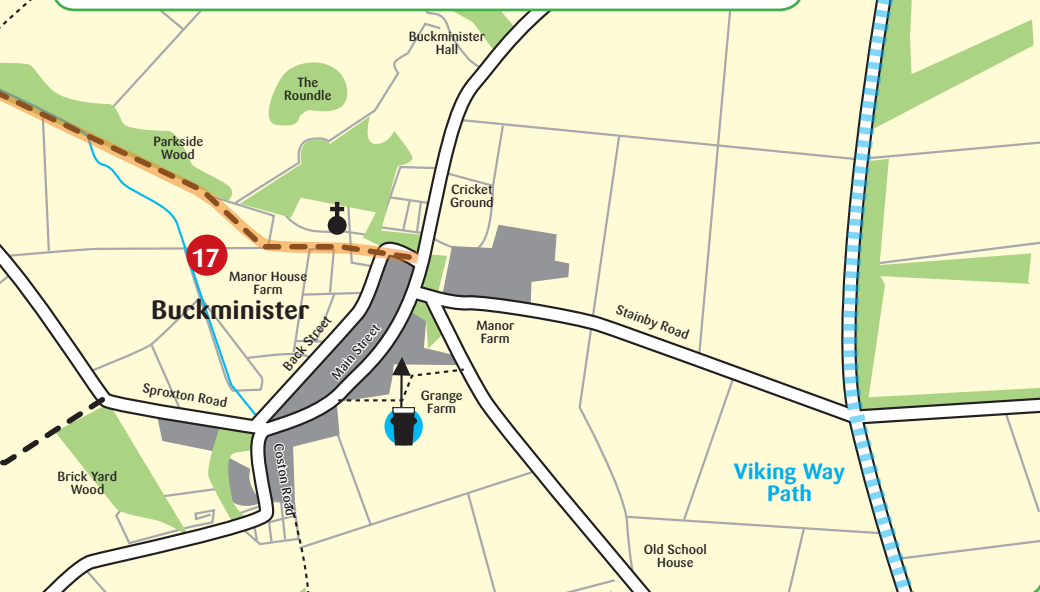 Buckminister
Hall
The
Roundle
Parkside
Wood
Cricket
Ground
17
Manor House
Farm
Buckminister
Back Street
Main Street
Stainby Road
Manor
Farm
Sproxton Road
Grange
Farm
Coston Road
Brick Yard
Wood
Viking Way
Path
Old School
House